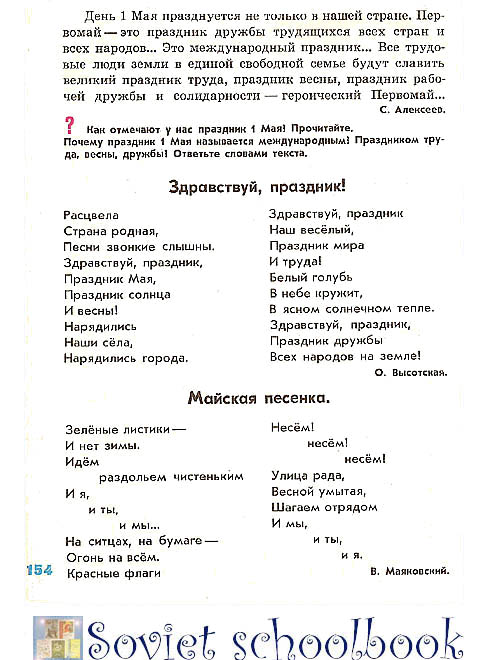 День 1 Мая празднуется не только в нашей стране. Пер-
вомай — это праздник дружбы трудящихся всех стран и
всех народов... Это международный праздник... Все трудо-
вые люди земли в единой свободной семье будут славить
великий праздник труда, праздник весны, праздник рабо-
чей дружбы и солидарности — героический Первомай...
С. Алексеев.
? Как отмечают у нас праздник 1 Мая? Прочитайте.
Почему праздник 1 Мая называется международным? Праздником тру-
да, весны, дружбы? Ответьте словами текста.
Здравствуй, праздник!
Расцвела
Страна родная,
Песни звонкие слышны.
Здравствуй, праздник,
Праздник Мая,
Праздник солнца
И весны!
Нарядились
Наши сёла,
Нарядились города.
Здравствуй, праздник
Наш весёлый,
Праздник мира
И труда!
Белый голубь
В небе кружит,
В ясном солнечном тепле.
Здравствуй, праздник,
Праздник дружбы
Всех народов на земле!
О. Высотская.
Майская песенка.
Зелёные листики —
И нет зимы.
Идём
раздольем чистеньким
И я,
и ты,
и мы...
На ситцах, на бумаге —
Огонь на всём.
Красные флаги
Несём!
несём!
несём!
Улица рада,
Весной умытая,
Шагаем отрядом
И мы,
и ты,
и я.
В. Маяковский.
154
Soviet schoolbook